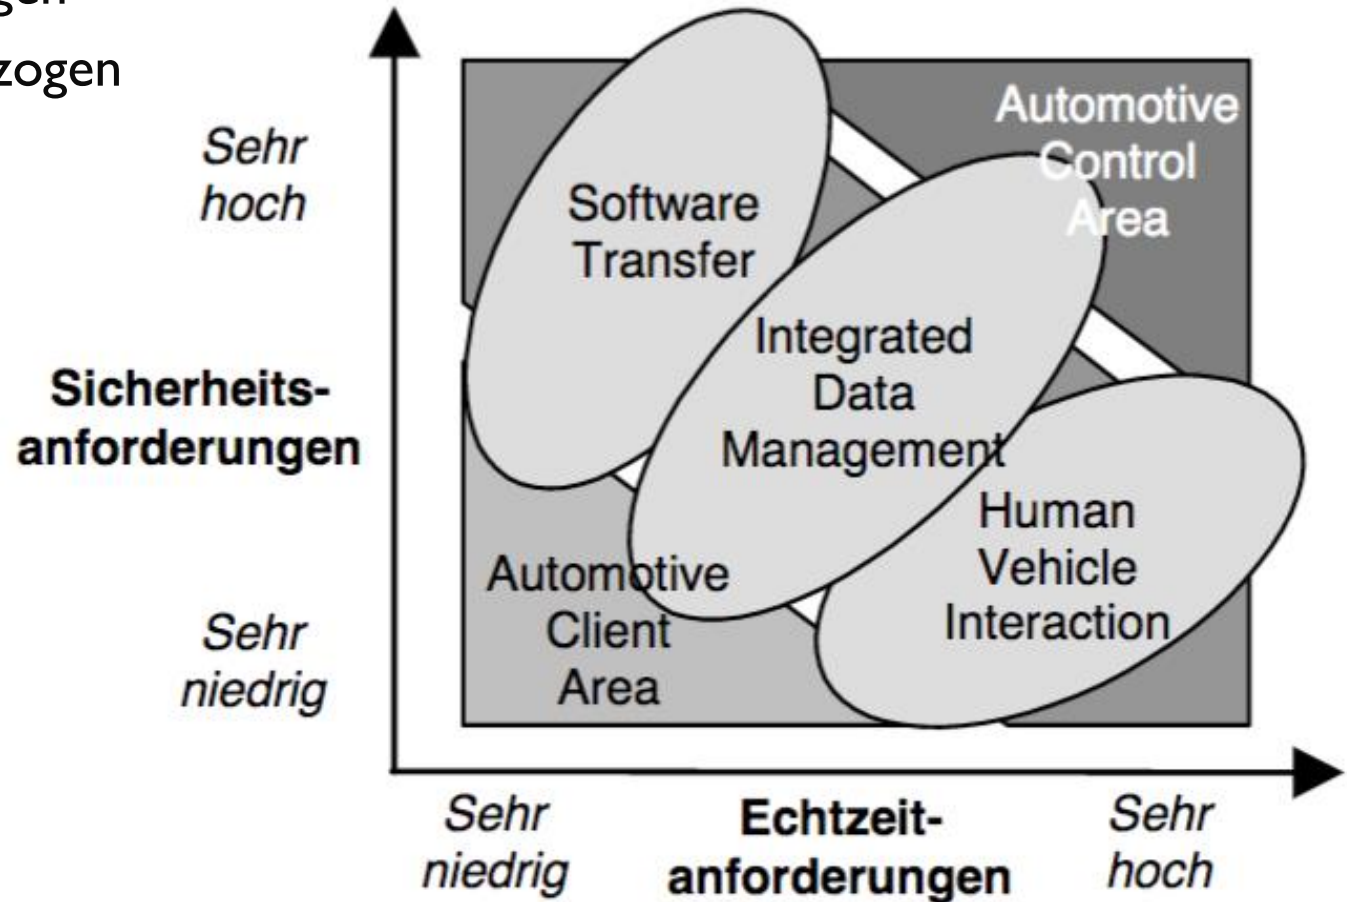 zogen
Automotive
Control
Area
Sehr
hoch
Software
Transfer
Integrated
Data
Management
Sicherheits-
anforderungen
Human
Vehicle
Interaction
Automotive
Client
Area
Sehr
niedrig
Sehr
niedrig
Echtzeit-
anforderungen
Sehr
hoch